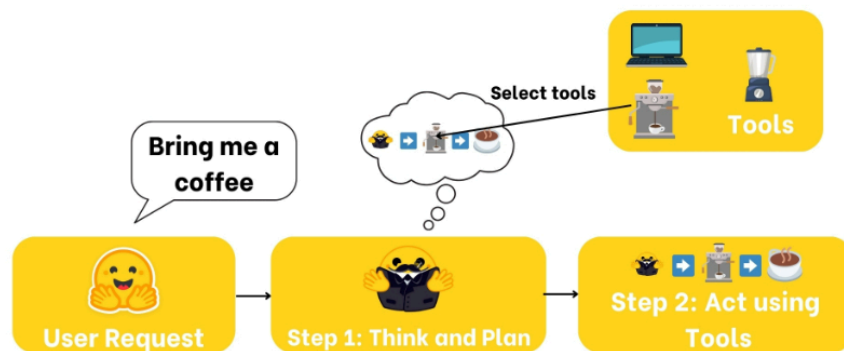 Select tools
Tools
Bring me a
coffee
User Request
Step 1: Think and Plan
Step 2: Act using
Tools